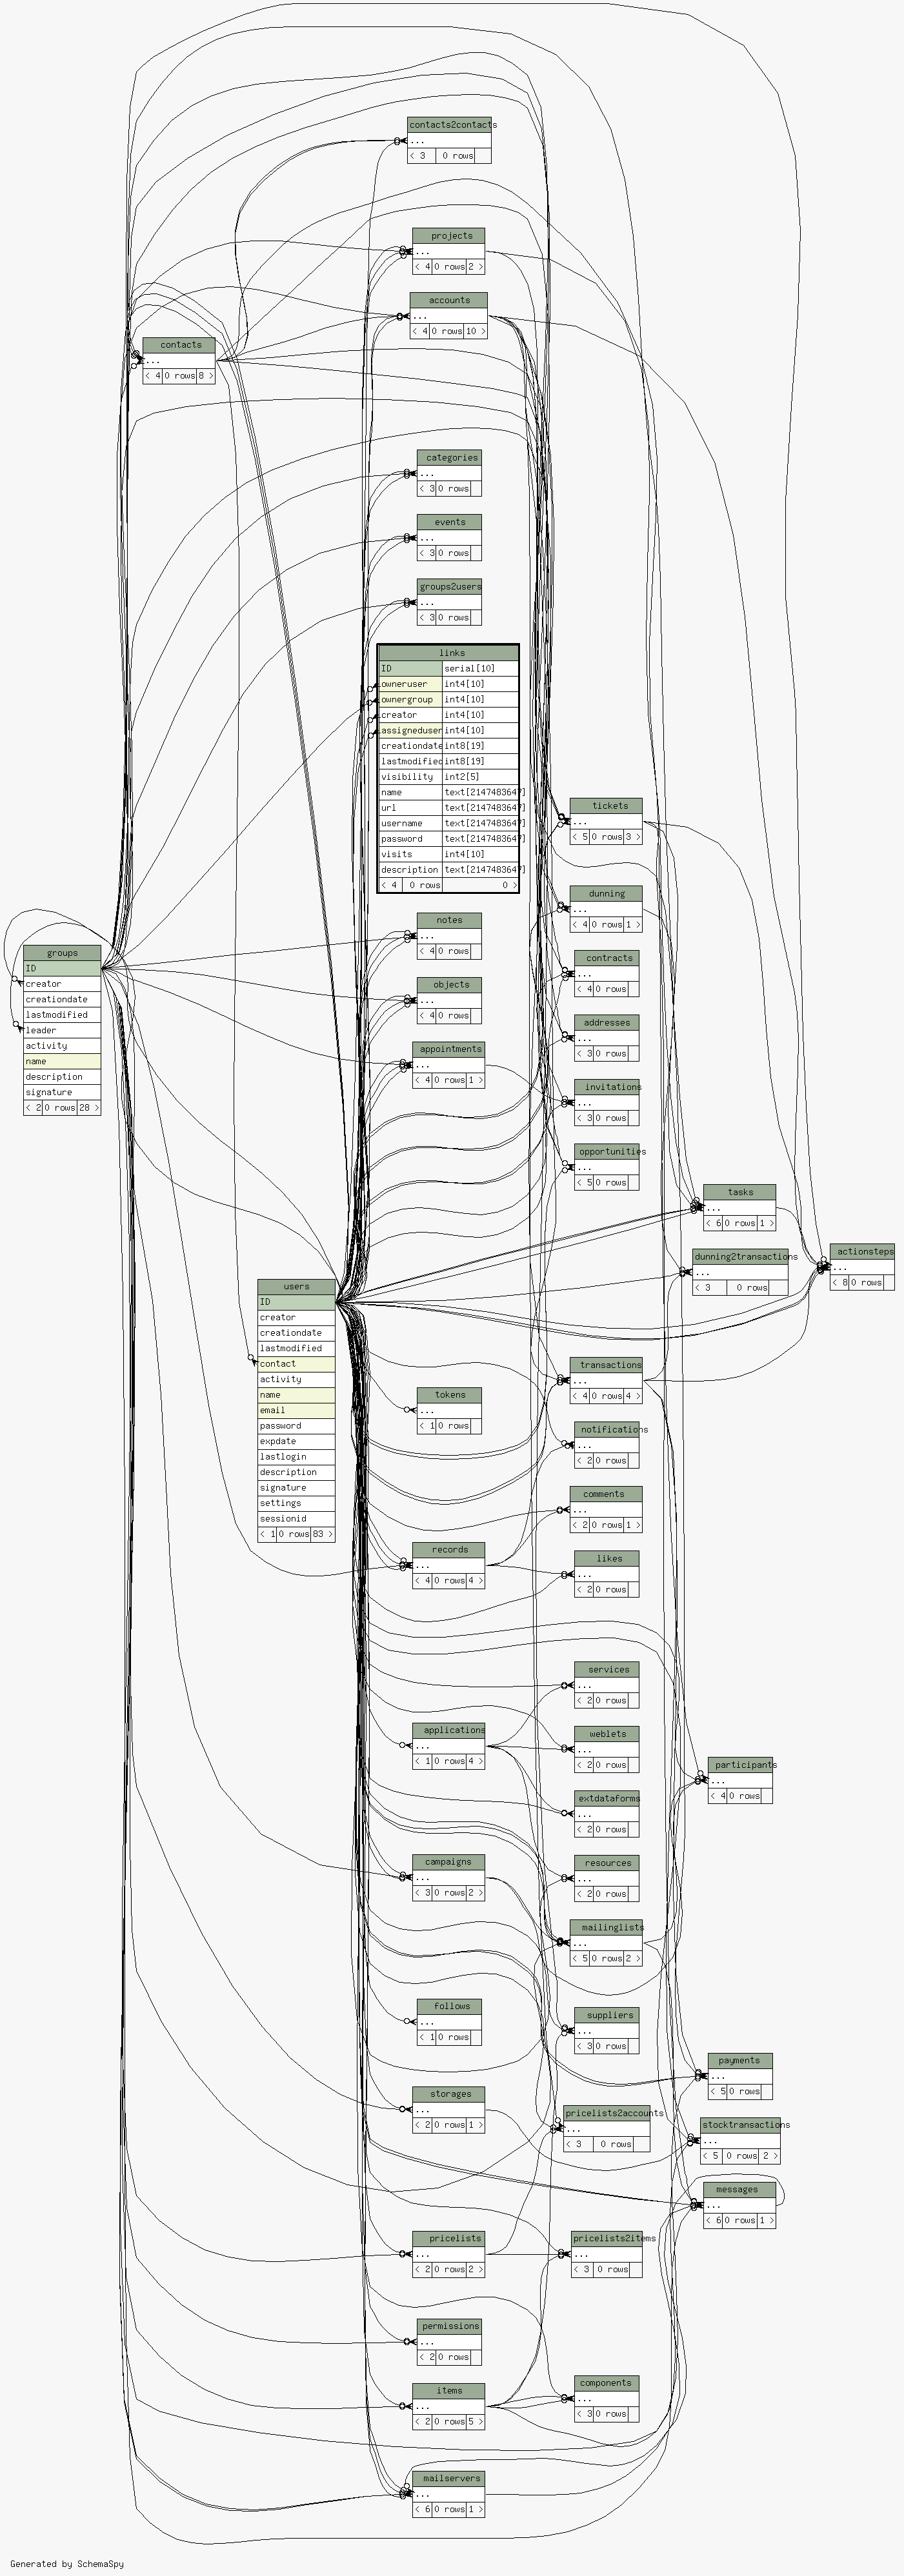 contacts2contacts
...
< 3 0 rows
projects
...
< 4 0 rows 2 >
accounts
...
< 4 0 rows 10 >
contacts
...
< 4 0 rows 8 >
categories
...
< 3 0 rows
events
...
< 3 0 rows
groups2users
...
< 3 0 rows
links
ID serial[10]
owneruser int4[10]
ownergroup int4[10]
creator int4[10]
assigneduser int4[10]
creationdate int8[19]
lastmodified int8[19]
visibility int2[5]
name text[2147483647]
url text[2147483647]
username text[2147483647]
password text[2147483647]
visits int4[10]
description text[2147483647]
< 4 0 rows 0 >
tickets
...
< 5 0 rows 3 >
dunning
...
< 4 0 rows 1 >
notes
...
< 4 0 rows
groups
ID
creator
creationdate
lastmodified
leader
activity
name
description
signature
< 2 0 rows 28 >
contracts
...
< 4 0 rows
objects
...
< 4 0 rows
addresses
...
< 3 0 rows
appointments
...
< 4 0 rows 1 >
invitations
...
< 3 0 rows
opportunities
...
< 5 0 rows
tasks
...
< 6 0 rows 1 >
dunning2transactions
...
< 3 0 rows
actionsteps
...
< 8 0 rows
users
ID
creator
creationdate
lastmodified
contact
activity
name
email
password
expdate
lastlogin
description
signature
settings
sessionid
< 1 0 rows 83 >
transactions
...
< 4 0 rows 4 >
tokens
...
< 1 0 rows
notifications
...
< 2 0 rows
comments
...
< 2 0 rows 1 >
records
...
< 4 0 rows 4 >
likes
...
< 2 0 rows
services
...
< 2 0 rows
applications
...
< 1 0 rows 4 >
weblets
...
< 2 0 rows
participants
...
< 4 0 rows
extdataforms
...
< 2 0 rows
campaigns
...
< 3 0 rows 2 >
resources
...
< 2 0 rows
mailinglists
...
< 5 0 rows 2 >
follows
...
< 1 0 rows
suppliers
...
< 3 0 rows
payments
...
< 5 0 rows
storages
...
< 2 0 rows 1 >
pricelists2accounts
...
< 3 0 rows
stocktransactions
...
< 5 0 rows 2 >
messages
...
< 6 0 rows 1 >
pricelists
...
< 2 0 rows 2 >
pricelists2items
...
< 3 0 rows
permissions
...
< 2 0 rows
items
...
< 2 0 rows 5 >
components
...
< 3 0 rows
mailservers
...
< 6 0 rows 1 >
Generated by SchemaSpy